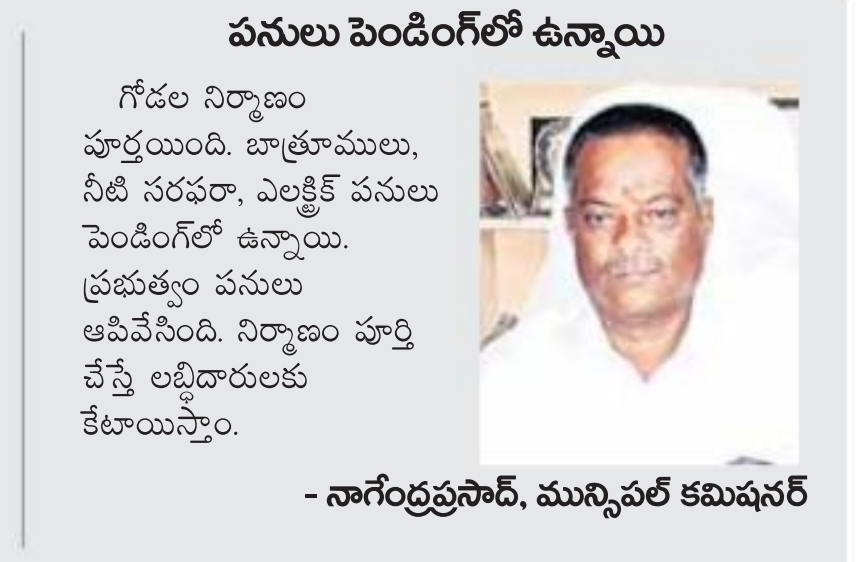 పనులు పెండింగ్‌లో ఉన్నాయి
గోడల నిర్మాణం
పూర్తయింది. బాత్రూములు,
నీటి సరఫరా, ఎలక్ట్రిక్ పనులు
పెండింగ్‌లో ఉన్నాయి.
ప్రభుత్వం పనులు
ఆపివేసింది. నిర్మాణం పూర్తి
చేస్తే లబ్ధిదారులకు
కేటాయిస్తాం.
- నాగేంద్రప్రసాద్, మున్సిపల్ కమిషనర్